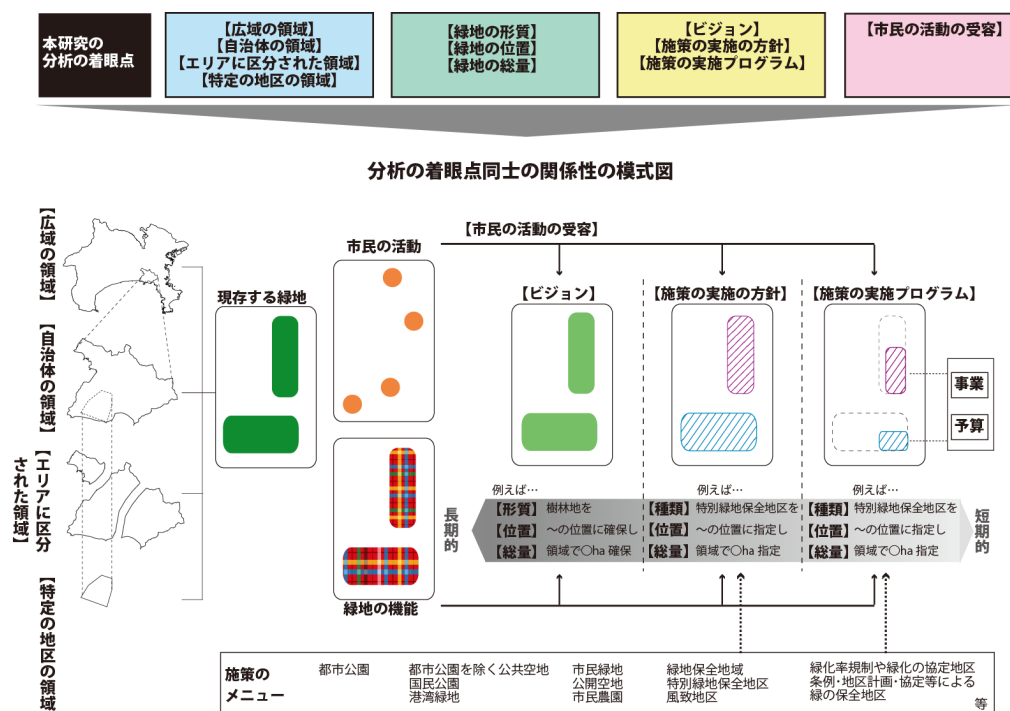 本研究の
分析の着眼点
【広域の領域】
【自治体の領域】
【エリアに区分された領域】
【特定の地区の領域】
【緑地の形質】
【緑地の位置】
【緑地の総量】
【ビジョン】
【施策の実施の方針】
【施策の実施プログラム】
【市民の活動の受容】
分析の着眼点同士の関係性の模式図
【広域の領域】
【自治体の領域】
【エリアに区分
された領域】
【特定の地区の領域】
現存する緑地
市民の活動
緑地の機能
【市民の活動の受容】
【ビジョン】
【施策の実施の方針】
【施策の実施プログラム】
事業
予算
長期的
例えば…
【形質】 樹林地を
【位置】 〜の位置に確保し
【総量】 領域で○ha 確保
例えば…
【種類】 特別緑地保全地区を
【位置】 〜の位置に指定し
【総量】 領域で○ha 指定
例えば…
【種類】 特別緑地保全地区を
【位置】 〜の位置に指定し
【総量】 領域で○ha 指定
短期的
施策の
メニュー
都市公園
都市公園を除く公共空地
国民公園
港湾緑地
市民緑地
公開空地
市民農園
緑地保全地域
特別緑地保全地区
風致地区
緑化率規制や緑化の協定地区
条例・地区計画・協定等による
緑の保全地区
等